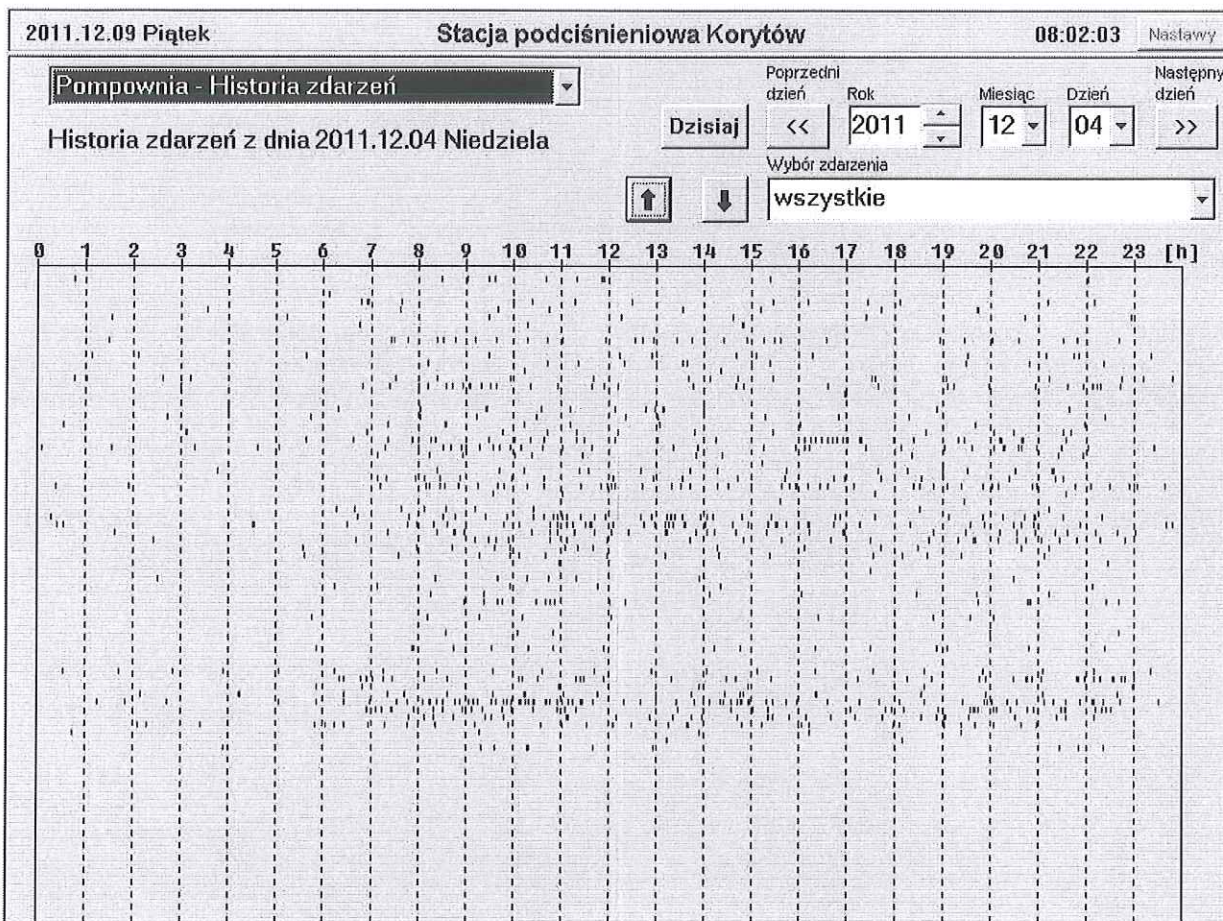 2011.12.09 Piątek Stacja podciśnieniowa Korytów 08:02:03 Nastawy
Pompownia - Historia zdarzeń
Historia zdarzeń z dnia 2011.12.04 Niedziela
Dzisiaj
Poprzedni dzień
<<
Rok
2011
Miesiąc
12
Dzień
04
Następny dzień
>>
Wybór zdarzenia
wszystkie
0 1 2 3 4 5 6 7 8 9 10 11 12 13 14 15 16 17 18 19 20 21 22 23 [h]